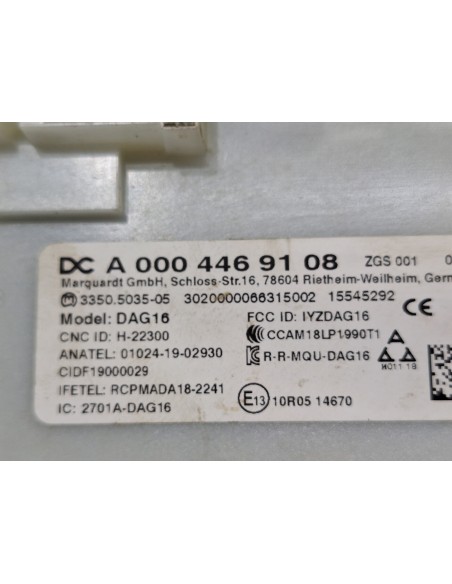 DC A 000 446 91 08 ZGS 001 0
Marquardt GmbH, Schloss-Str.16, 78604 Rietheim-Weilheim, Germ
M 3350.5035-05 3020000066315002 15545292
Model: DAG16 FCC ID: IYZDAG16
CNC ID: H-22300 CCAM18LP1990T1 CE
ANATEL: 01024-19-02930 R-R-MQU-DAG16
CIDF19000029
IFETEL: RCPMADA18-2241
IC: 2701A-DAG16 E13 10R05 14670